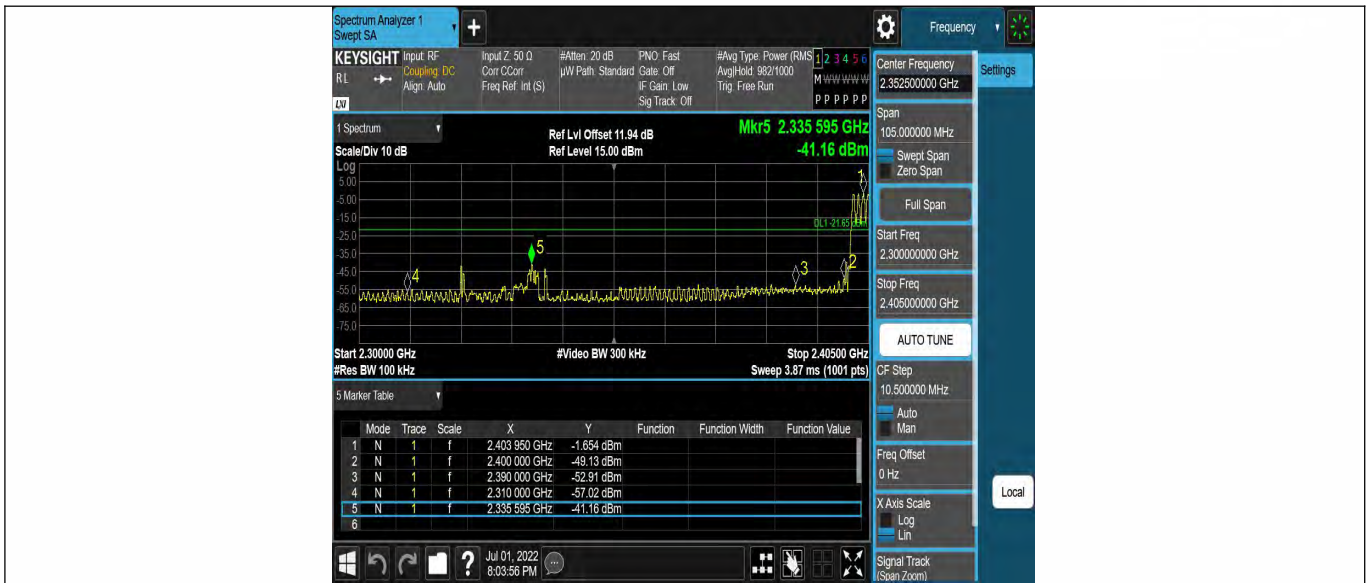 Spectrum Analyzer 1
Swept SA
+
Frequency
KEYSIGHT
RL
LXI
Input: RF
Coupling: DC
Align: Auto
Input Z: 50 Ω
Corr CCorr
Freq Ref: Int (S)
#Atten: 20 dB
µW Path: Standard
PNO: Fast
Gate: Off
IF Gain: Low
Sig Track: Off
#Avg Type: Power (RMS
Avg|Hold: 982/1000
Trig: Free Run
1 2 3 4 5 6
M W W W W W
P P P P P P
1 Spectrum
Scale/Div 10 dB
Ref Lvl Offset 11.94 dB
Ref Level 15.00 dBm
Mkr5 2.335 595 GHz
-41.16 dBm
Log
5.00
-5.00
-15.0
-25.0
-35.0
-45.0
-55.0
-65.0
-75.0
DL1 -21.65 dBm
1
2
3
4
5
Start 2.30000 GHz
#Res BW 100 kHz
#Video BW 300 kHz
Stop 2.40500 GHz
Sweep 3.87 ms (1001 pts)
5 Marker Table
Mode Trace Scale X Y Function Function Width Function Value
1 N 1 f 2.403 950 GHz -1.654 dBm
2 N 1 f 2.400 000 GHz -49.13 dBm
3 N 1 f 2.390 000 GHz -52.91 dBm
4 N 1 f 2.310 000 GHz -57.02 dBm
5 N 1 f 2.335 595 GHz -41.16 dBm
6
?
Jul 01, 2022
8:03:56 PM
Center Frequency
2.352500000 GHz
Settings
Span
105.000000 MHz
Swept Span
Zero Span
Full Span
Start Freq
2.300000000 GHz
Stop Freq
2.405000000 GHz
AUTO TUNE
CF Step
10.500000 MHz
Auto
Man
Freq Offset
0 Hz
X Axis Scale
Log
Lin
Signal Track
(Span Zoom)
Local